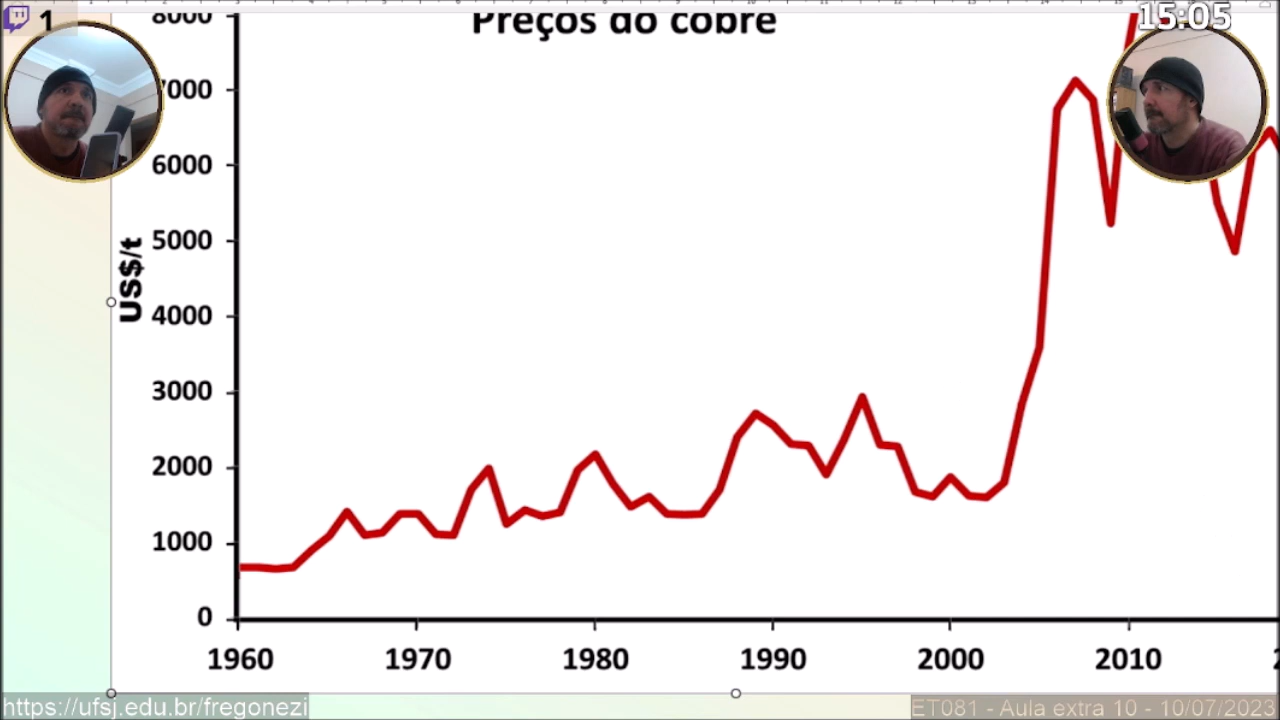 1
15:05
Preços do cobre
8000
7000
6000
5000
4000
3000
2000
1000
0
US$/t
1960 1970 1980 1990 2000 2010
https://ufsj.edu.br/fregonezi
ET081 - Aula extra 10 - 10/07/2023